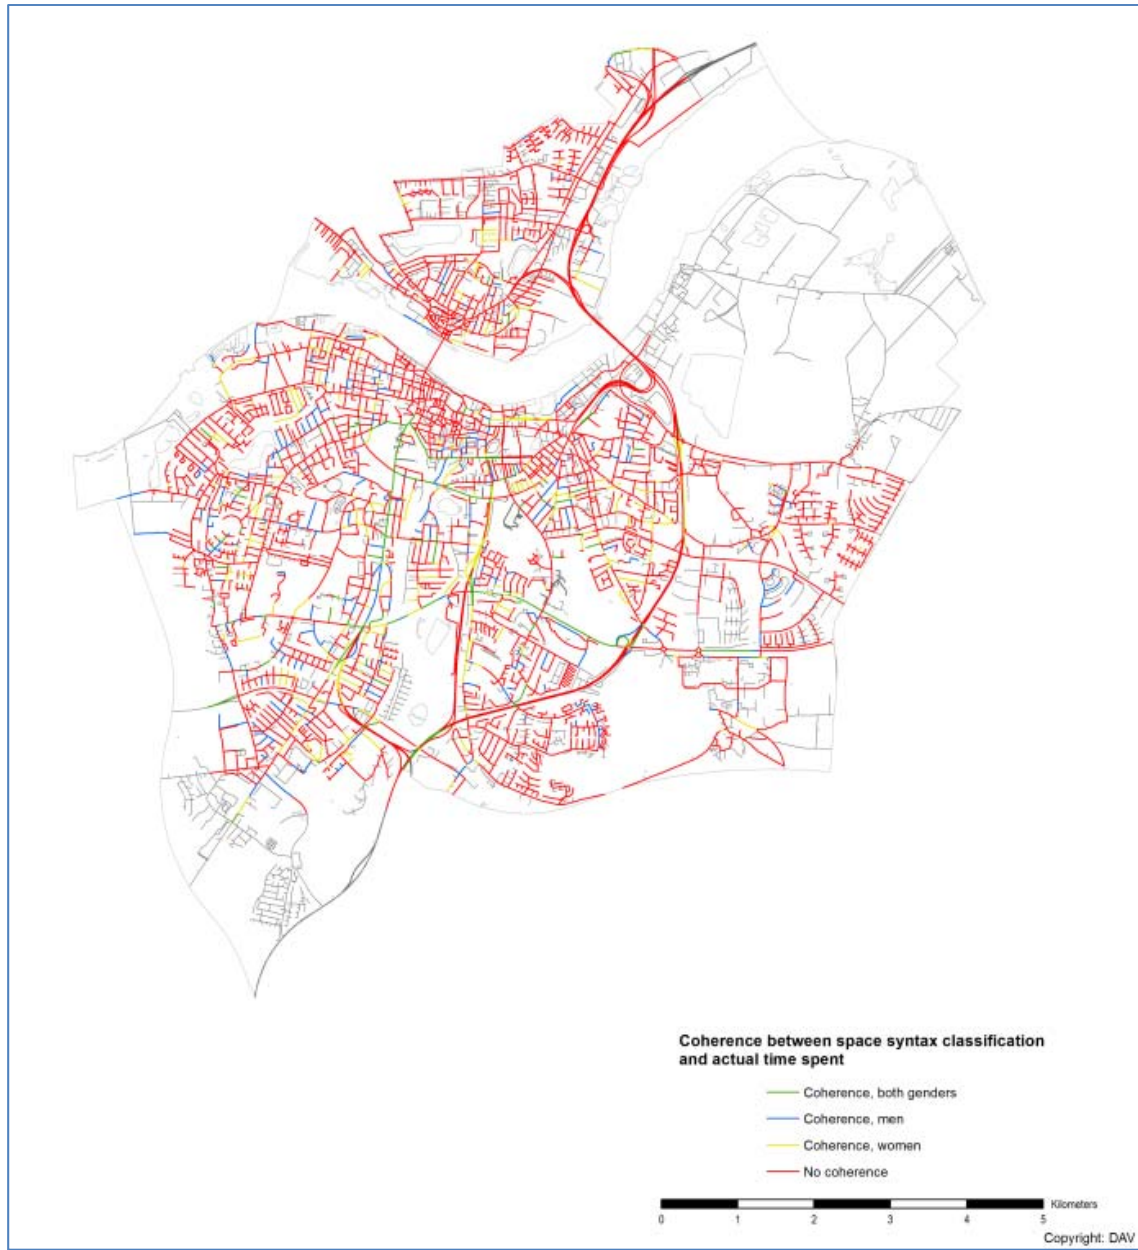 Coherence between space syntax classification
and actual time spent
Coherence, both genders
Coherence, men
Coherence, women
No coherence
Kilometers
0 1 2 3 4 5
Copyright: DAV